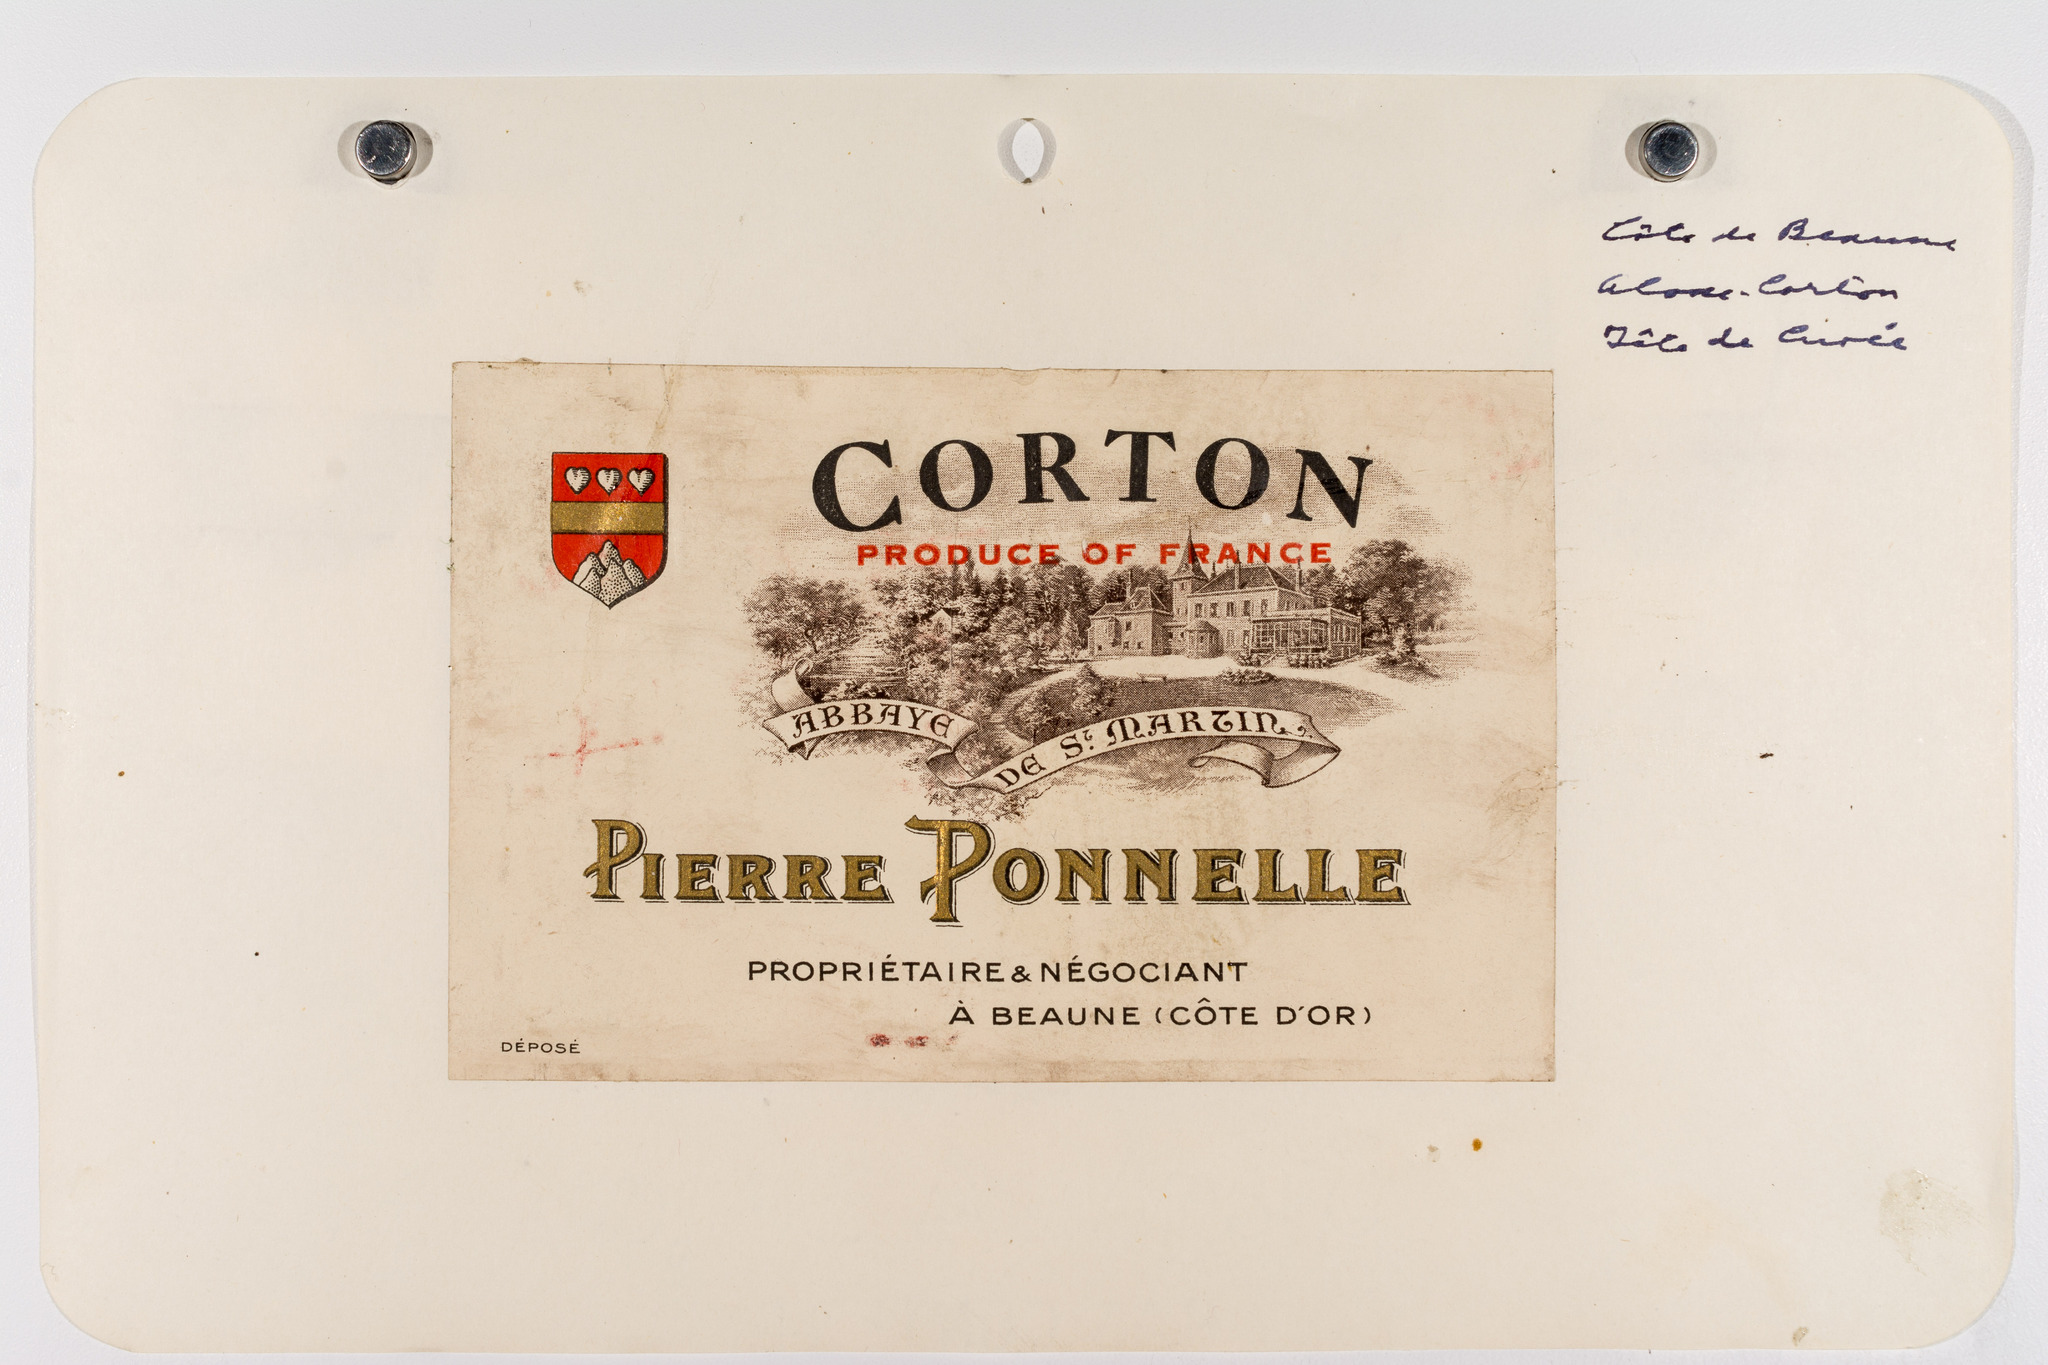 Côte de Beaune
Aloxe-Corton
Tête de Cuvée
CORTON
PRODUCE OF FRANCE
ABBAYE DE St MARTIN
PIERRE PONNELLE
PROPRIÉTAIRE & NÉGOCIANT
À BEAUNE (CÔTE D'OR)
DÉPOSÉ